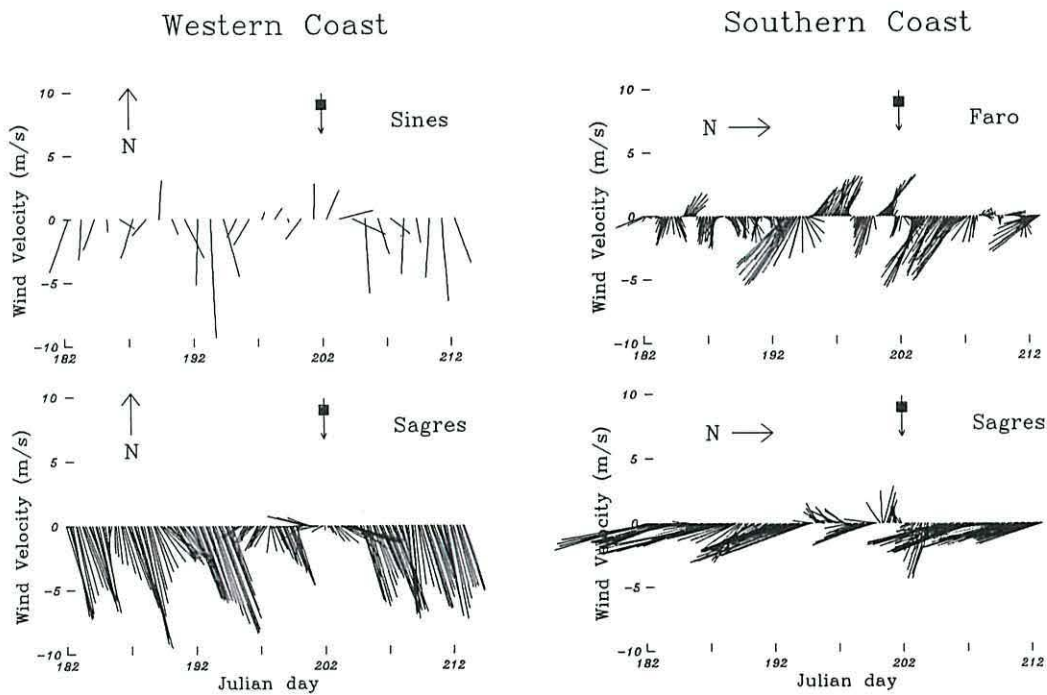 Western Coast
Southern Coast
Wind Velocity (m/s)
10
5
0
-5
-10
N
Sines
182
192
202
212
Wind Velocity (m/s)
10
5
0
-5
-10
N
Faro
182
192
202
212
Wind Velocity (m/s)
10
5
0
-5
-10
N
Sagres
182
192
202
212
Julian day
Wind Velocity (m/s)
10
5
0
-5
-10
N
Sagres
182
192
202
212
Julian day